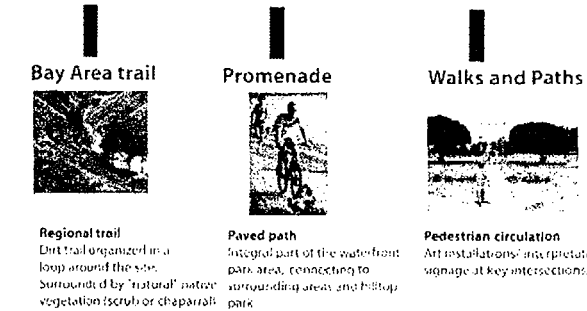 Bay Area trail
Promenade
Walks and Paths
Regional trail
Dirt trail organized in a
loop around the site.
Surrounded by "natural" native
vegetation (scrub or chaparral)
Paved path
Integral part of the waterfront
park area, connecting to
surrounding areas and hilltop
park
Pedestrian circulation
Art installations/
signage at key intersections.